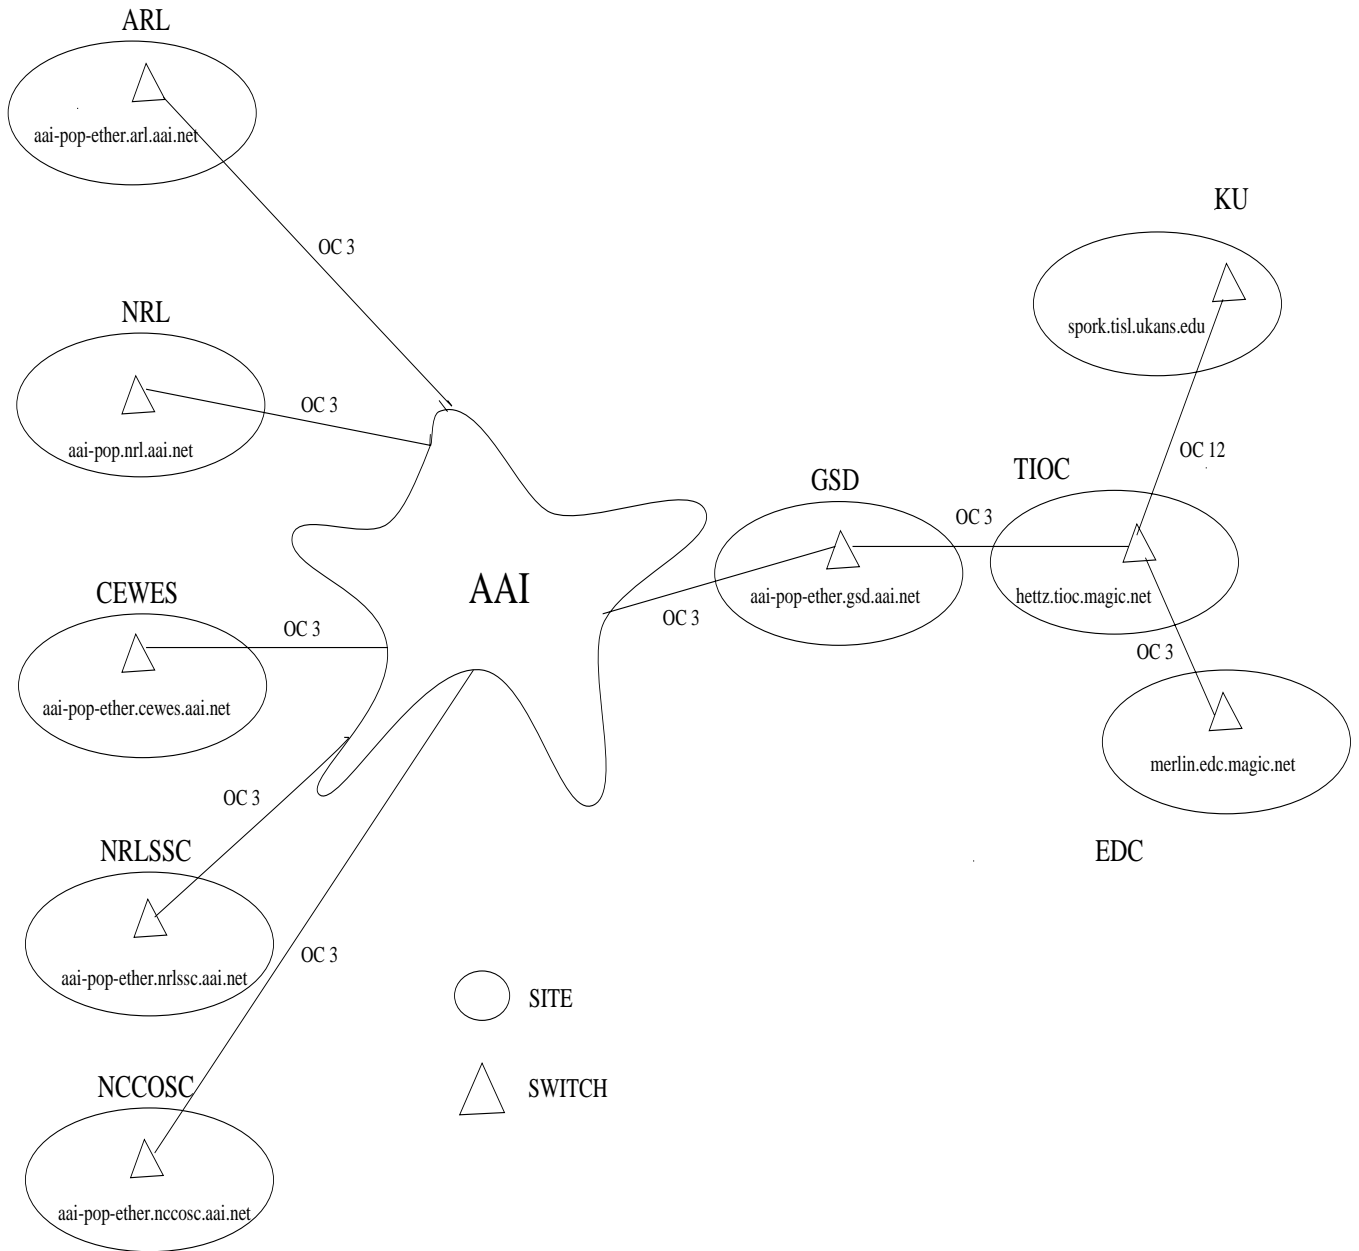 ARL
aai-pop-ether.arl.aai.net
OC 3
KU
spork.tisl.ukans.edu
NRL
OC 3
aai-pop.nrl.aai.net
OC 12
GSD
TIOC
OC 3
AAI
aai-pop-ether.gsd.aai.net
hettz.tioc.magic.net
CEWES
OC 3
OC 3
OC 3
aai-pop-ether.cewes.aai.net
merlin.edc.magic.net
OC 3
NRLSSC
EDC
OC 3
aai-pop-ether.nrlssc.aai.net
SITE
NCCOSC
SWITCH
aai-pop-ether.nccosc.aai.net